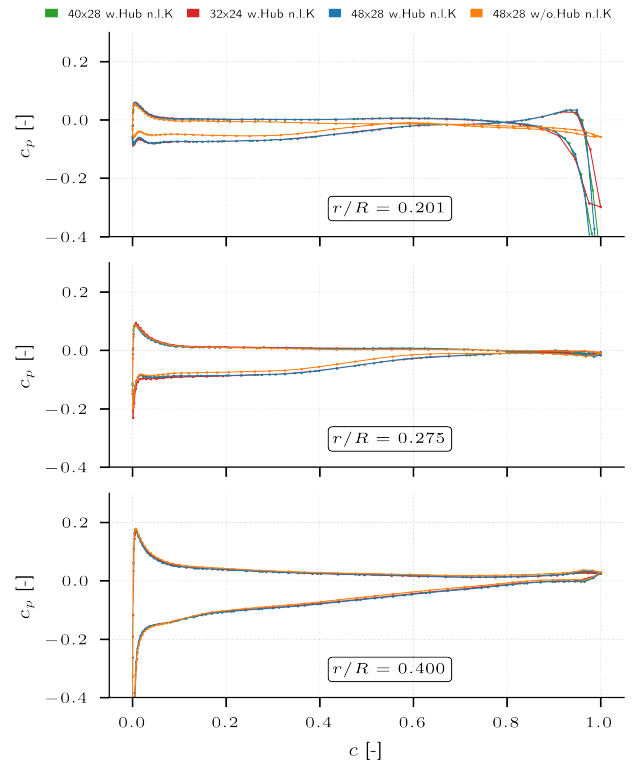 40x28 w.Hub n.I.K 32x24 w.Hub n.I.K 48x28 w.Hub n.I.K 48x28 w/o.Hub n.I.K
0.2
0.0
−0.2
−0.4
c_p [-]
r/R = 0.201
0.2
0.0
−0.2
−0.4
c_p [-]
r/R = 0.275
0.2
0.0
−0.2
−0.4
c_p [-]
r/R = 0.400
0.0 0.2 0.4 0.6 0.8 1.0
c [-]